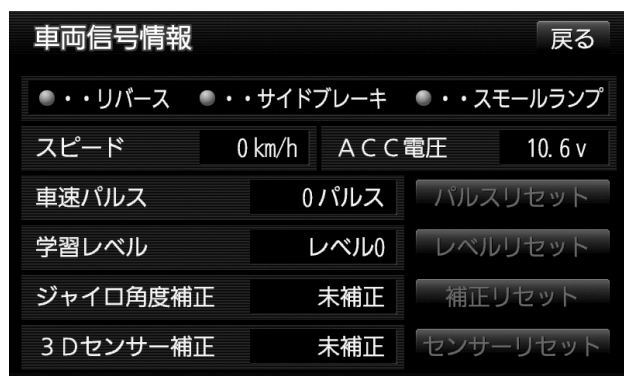 車両信号情報 戻る
・・リバース ・・サイドブレーキ ・・スモールランプ
スピード 0 km/h ＡＣＣ電圧 10.6 v
車速パルス 0 パルス パルスリセット
学習レベル レベル0 レベルリセット
ジャイロ角度補正 未補正 補正リセット
３Ｄセンサー補正 未補正 センサーリセット